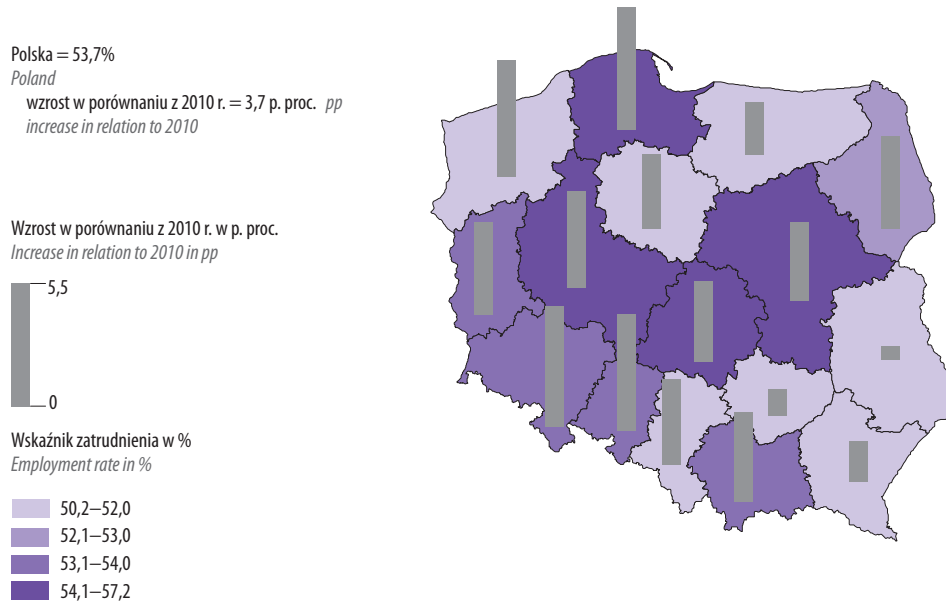 Polska = 53,7%
Poland
wzrost w porównaniu z 2010 r. = 3,7 p. proc. pp
increase in relation to 2010
Wzrost w porównaniu z 2010 r. w p. proc.
Increase in relation to 2010 in pp
5,5
0
Wskaźnik zatrudnienia w %
Employment rate in %
50,2–52,0
52,1–53,0
53,1–54,0
54,1–57,2